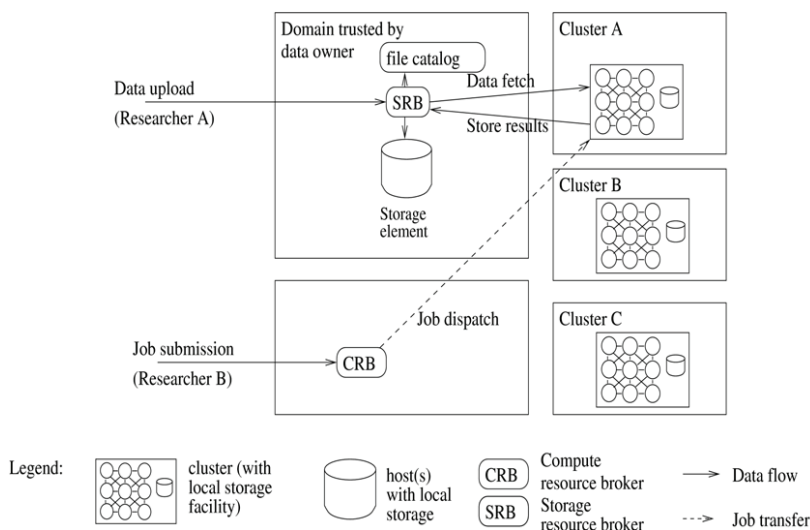 Domain trusted by
data owner
file catalog
Data upload
(Researcher A)
SRB
Data fetch
Store results
Storage
element
Cluster A
Cluster B
Job submission
(Researcher B)
CRB
Job dispatch
Cluster C
Legend:
cluster (with
local storage
facility)
host(s)
with local
storage
CRB
Compute
resource broker
SRB
Storage
resource broker
Data flow
Job transfer